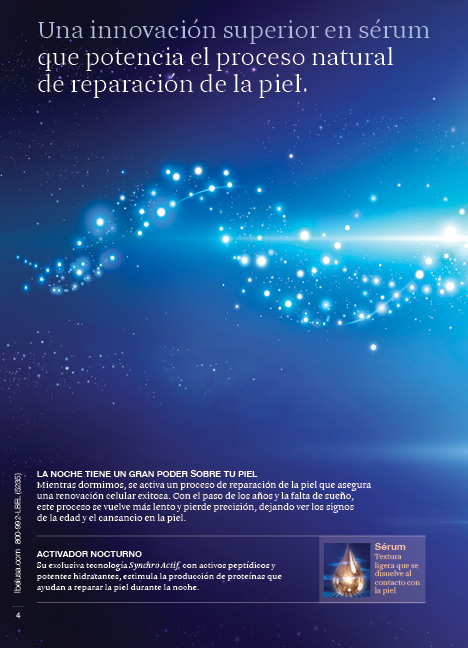 Una innovación superior en sérum
que potencia el proceso natural
de reparación de la piel.
LA NOCHE TIENE UN GRAN PODER SOBRE TU PIEL
Mientras dormimos, se activa un proceso de reparación de la piel que asegura
una renovación celular exitosa. Con el paso de los años y la falta de sueño,
este proceso se vuelve más lento y pierde precisión, dejando ver los signos
de la edad y el cansancio en la piel.
ACTIVADOR NOCTURNO
Su exclusiva tecnología Synchro Actif, con activos peptídicos y
potentes hidratantes, estimula la producción de proteínas que
ayudan a reparar la piel durante la noche.
Sérum
Textura
ligera que se
disuelve al
contacto con
la piel
lbelusa.com 800-992-LBEL (5235)
4